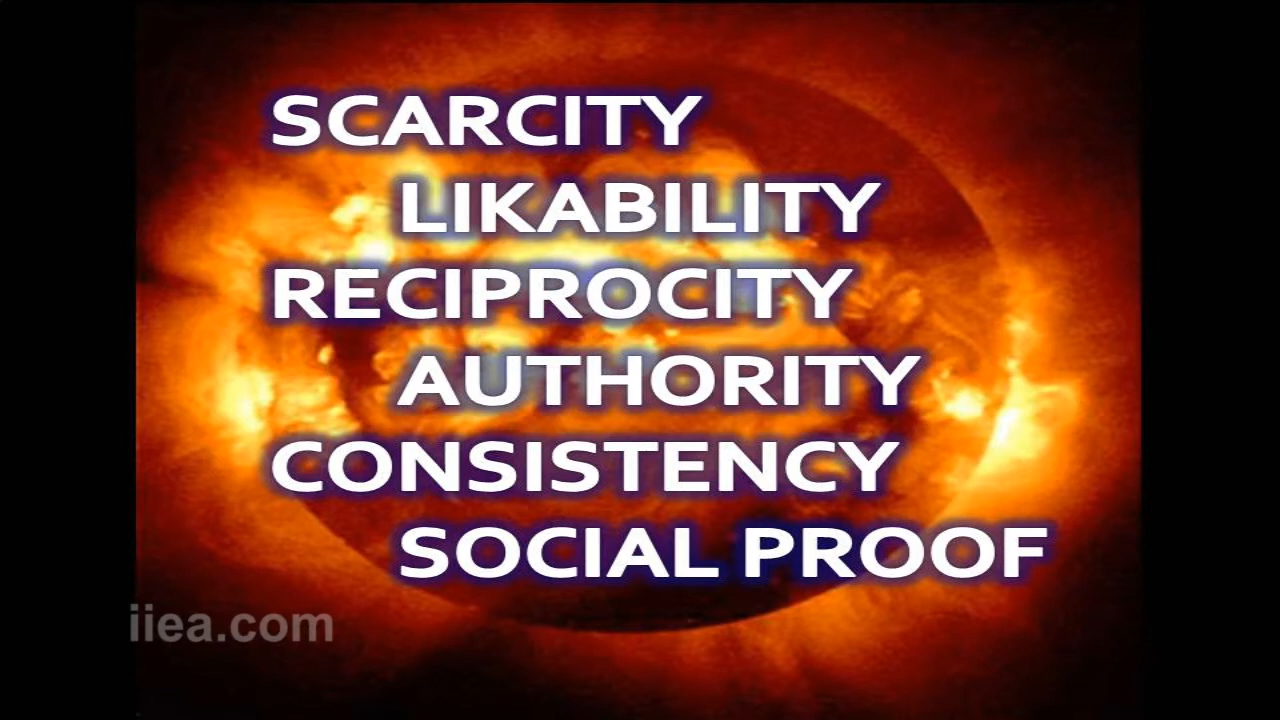 SCARCITY
LIKABILITY
RECIPROCITY
AUTHORITY
CONSISTENCY
SOCIAL PROOF
iiea.com